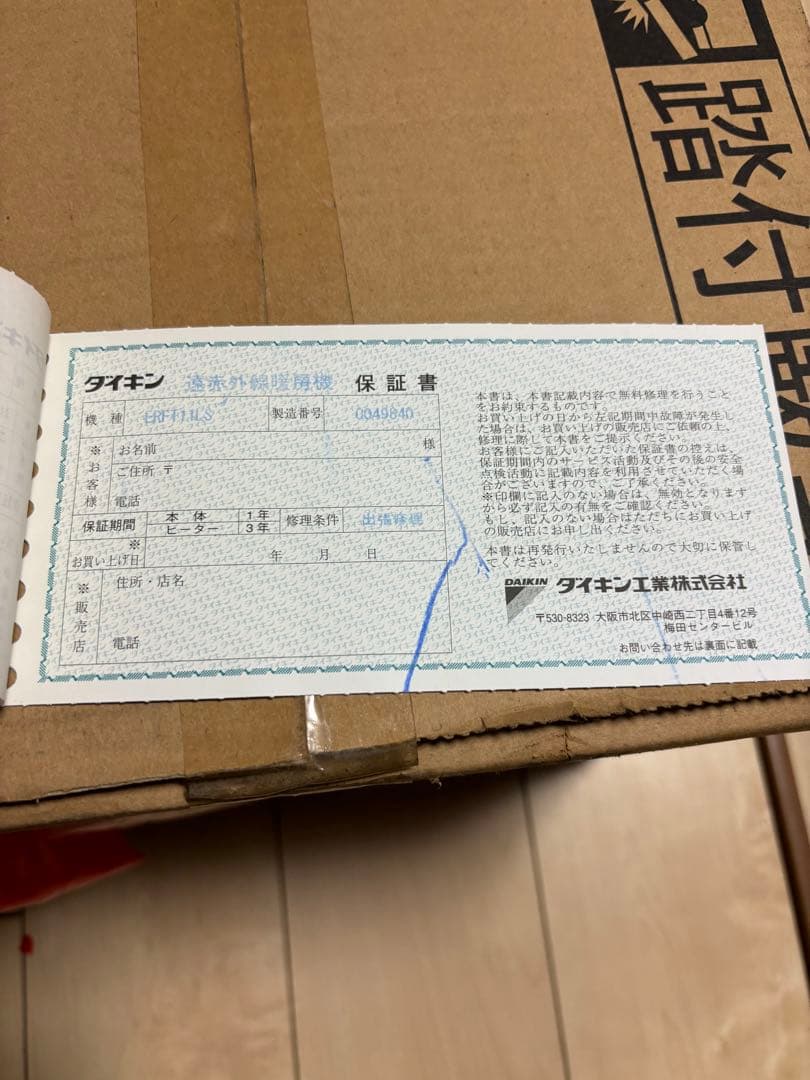 踏付厳
ダイキン 遠赤外線暖房機 保証書
機種 ERFT11LS 製造番号 0049840
※お客様
お名前 様
ご住所 〒
電話
保証期間 本体 1年 ヒーター 3年 修理条件 出張修理
※お買い上げ日 年 月 日
※販売店
住所・店名
電話
本書は、本書記載内容で無料修理を行うこと
をお約束するものです。
お買い上げの日から左記期間中故障が発生し
た場合は、お買い上げの販売店にご依頼の上、
修理に際して本書をご提示ください。
お客様にご記入いただいた保証書の控えは、
保証期間内のサービス活動及びその後の安全
点検活動に記載内容を利用させていただく場
合がございますので、ご了承ください。
※印欄に記入のない場合は、無効となります
から必ず記入の有無をご確認ください。
もし、記入のない場合はただちにお買い上げ
の販売店にお申し出ください。
本書は再発行いたしませんので大切に保管し
てください。
DAIKIN ダイキン工業株式会社
〒530-8323 大阪市北区中崎西二丁目4番12号
梅田センタービル
お問い合わせ先は裏面に記載